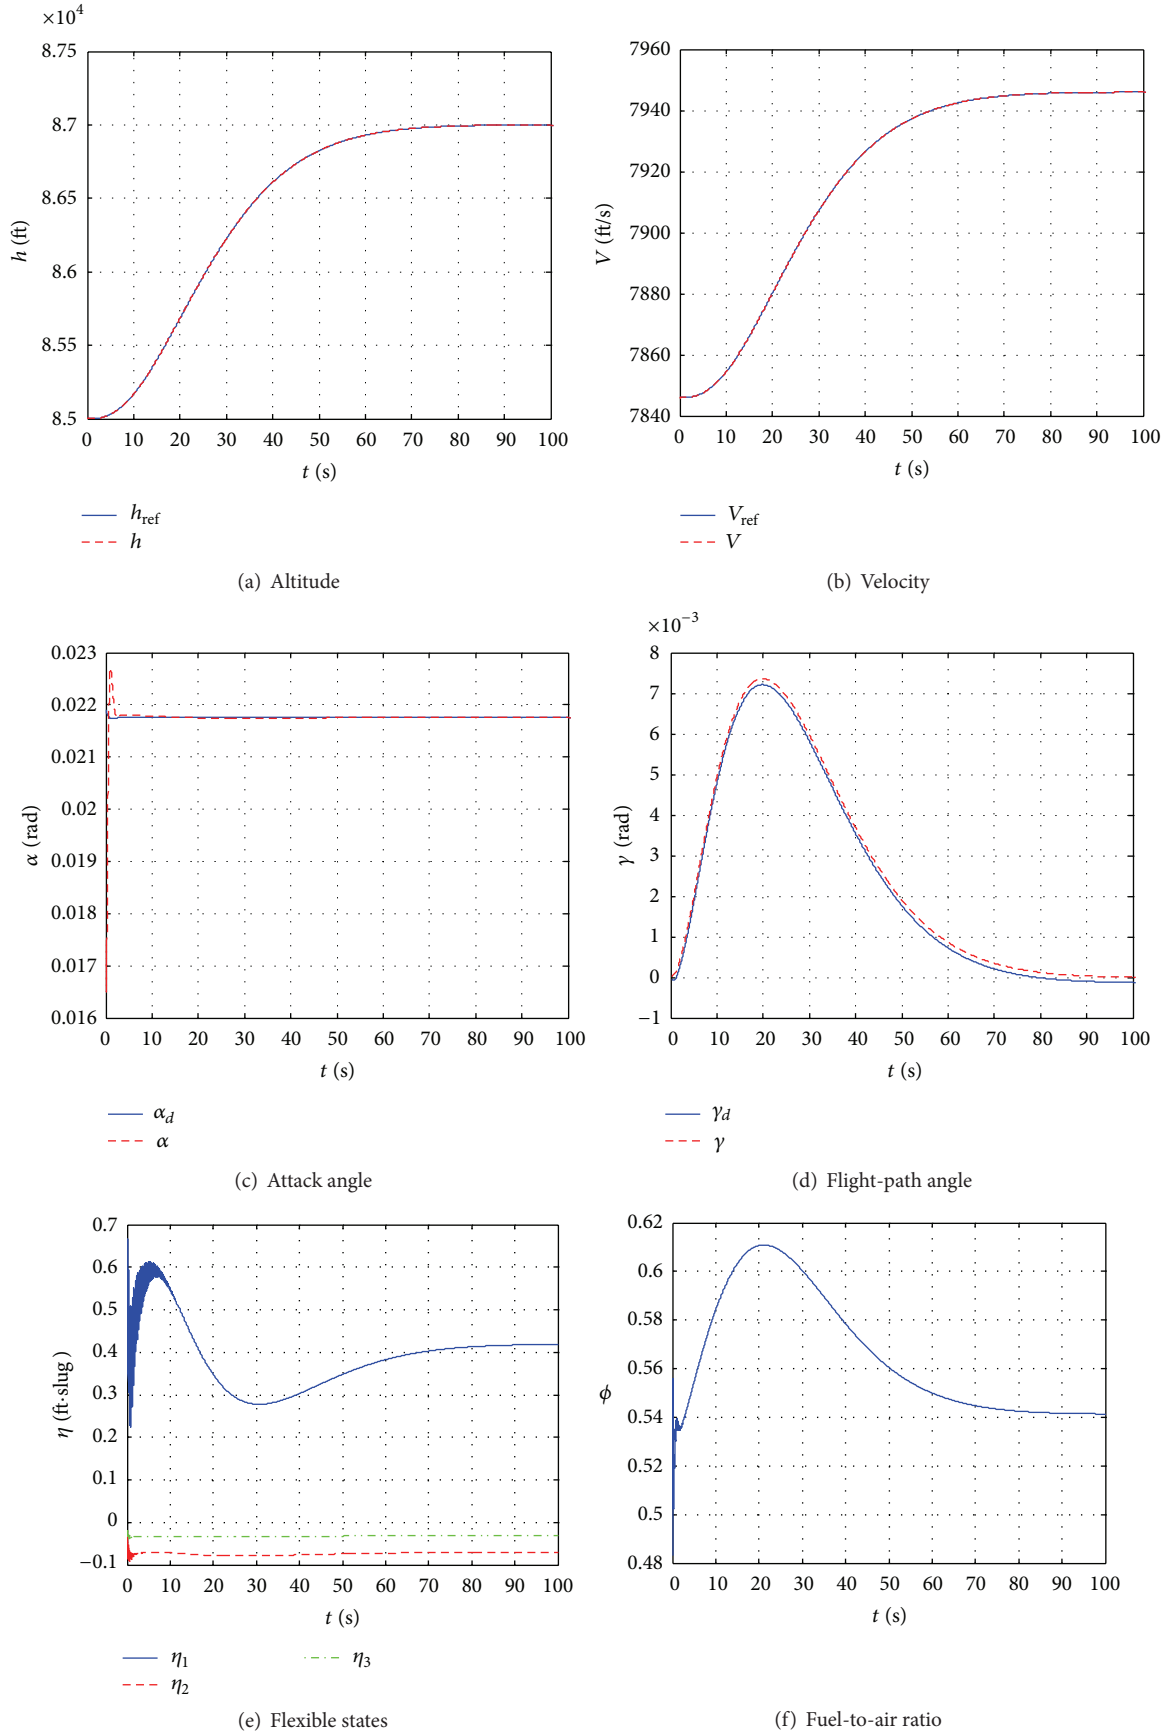 ×10⁴
8.75
8.7
8.65
8.6
8.55
8.5
h (ft)
0 10 20 30 40 50 60 70 80 90 100
t (s)
h_ref
h
(a) Altitude
7960
7940
7920
7900
7880
7860
7840
V (ft/s)
0 10 20 30 40 50 60 70 80 90 100
t (s)
V_ref
V
(b) Velocity
0.023
0.022
0.021
0.02
0.019
0.018
0.017
0.016
α (rad)
0 10 20 30 40 50 60 70 80 90 100
t (s)
α_d
α
(c) Attack angle
×10⁻³
8
7
6
5
4
3
2
1
0
−1
γ (rad)
0 10 20 30 40 50 60 70 80 90 100
t (s)
γ_d
γ
(d) Flight-path angle
0.7
0.6
0.5
0.4
0.3
0.2
0.1
0
−0.1
η (ft·slug )
0 10 20 30 40 50 60 70 80 90 100
t (s)
η₁
η₂
η₃
(e) Flexible states
0.62
0.6
0.58
0.56
0.54
0.52
0.5
0.48
ϕ
0 10 20 30 40 50 60 70 80 90 100
t (s)
(f) Fuel-to-air ratio